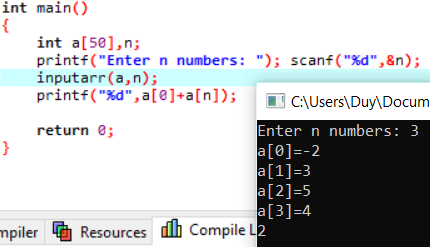 int main()
{
int a[50],n;
printf("Enter n numbers: "); scanf("%d",&n);
inputarr(a,n);
printf("%d",a[0]+a[n]);
return 0;
}
C:\Users\Duy\Docum
Enter n numbers: 3
a[0]=-2
a[1]=3
a[2]=5
a[3]=4
2
mpiler
Resources
Compile L